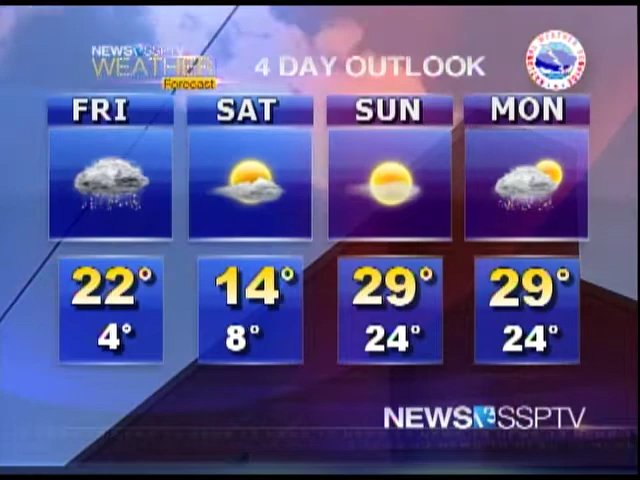 NEWS SSPTV
WEATHER
Forecast
4 DAY OUTLOOK
FRI SAT SUN MON
22° 14° 29° 29°
4° 8° 24° 24°
NEWS SSPTV